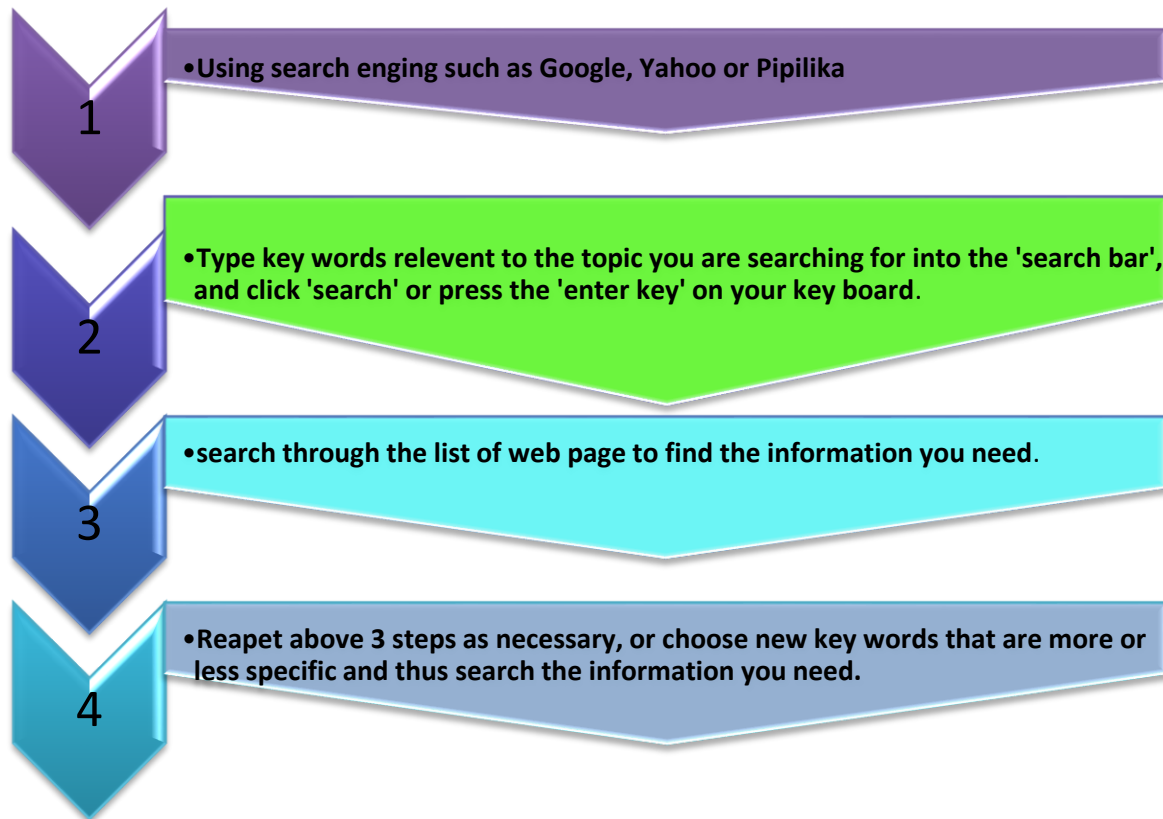 1
•Using search enging such as Google, Yahoo or Pipilika
2
•Type key words relevent to the topic you are searching for into the 'search bar',
and click 'search' or press the 'enter key' on your key board.
3
•search through the list of web page to find the information you need.
4
•Reapet above 3 steps as necessary, or choose new key words that are more or
less specific and thus search the information you need.